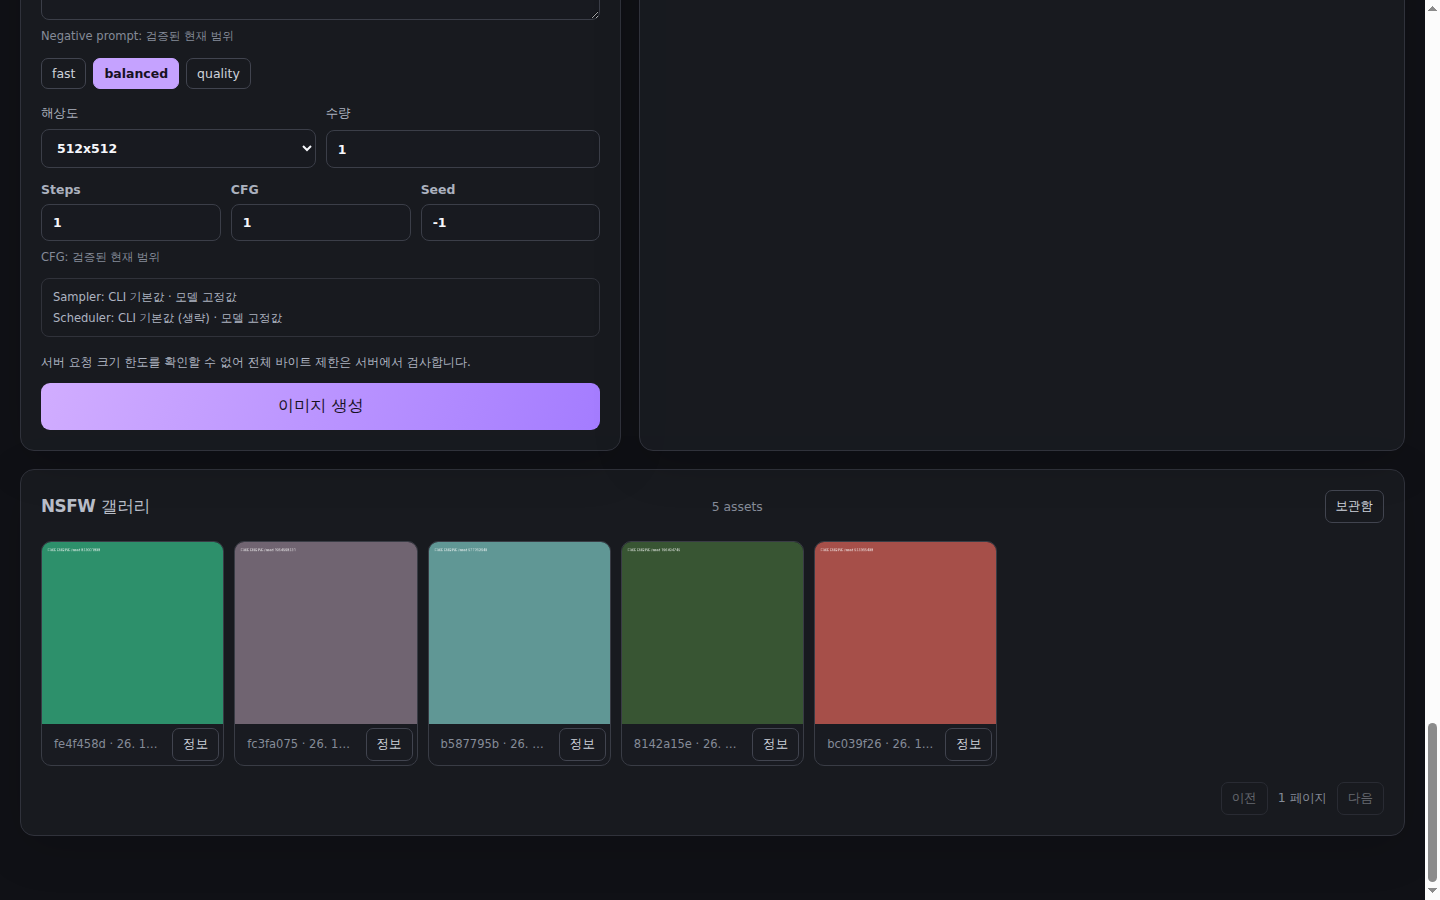 Negative prompt: 검증된 현재 범위
fast
balanced
quality
해상도
수량
512x512
1
Steps
CFG
Seed
1
1
-1
CFG: 검증된 현재 범위
Sampler: CLI 기본값 · 모델 고정값
Scheduler: CLI 기본값 (생략) · 모델 고정값
서버 요청 크기 한도를 확인할 수 없어 전체 바이트 제한은 서버에서 검사합니다.
이미지 생성
NSFW 갤러리
5 assets
보관함
fe4f458d · 26. 1...
정보
fc3fa075 · 26. 1...
정보
b587795b · 26. ...
정보
8142a15e · 26. ...
정보
bc039f26 · 26. 1...
정보
이전
1 페이지
다음